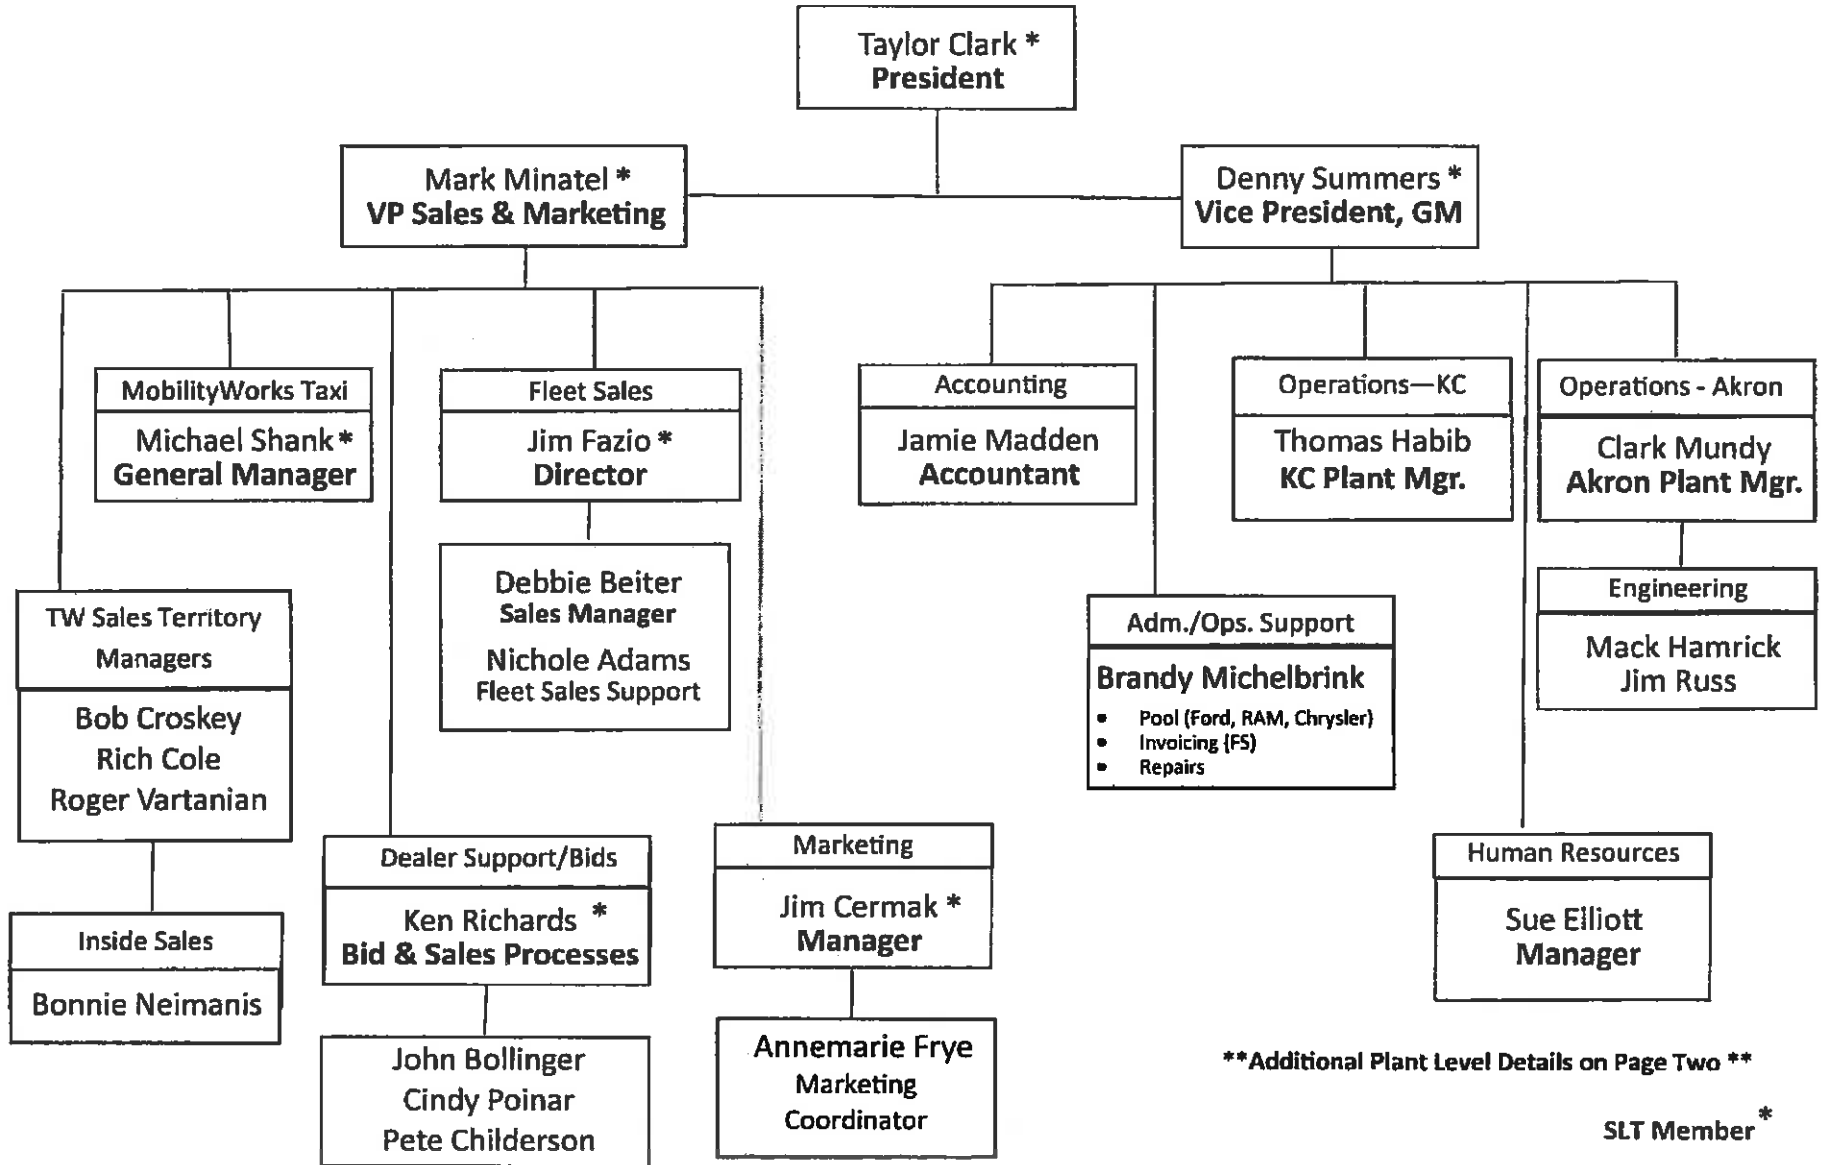 Taylor Clark *
President
Mark Minatel *
VP Sales & Marketing
Denny Summers *
Vice President, GM
MobilityWorks Taxi
Michael Shank *
General Manager
Fleet Sales
Jim Fazio *
Director
Debbie Beiter
Sales Manager
Nichole Adams
Fleet Sales Support
TW Sales Territory
Managers
Bob Croskey
Rich Cole
Roger Vartanian
Inside Sales
Bonnie Neimanis
Dealer Support/Bids
Ken Richards *
Bid & Sales Processes
John Bollinger
Cindy Poinar
Pete Childerson
Marketing
Jim Cermak *
Manager
Annemarie Frye
Marketing
Coordinator
Accounting
Jamie Madden
Accountant
Adm./Ops. Support
Brandy Michelbrink
• Pool (Ford, RAM, Chrysler)
• Invoicing (FS)
• Repairs
Operations—KC
Thomas Habib
KC Plant Mgr.
Operations - Akron
Clark Mundy
Akron Plant Mgr.
Engineering
Mack Hamrick
Jim Russ
Human Resources
Sue Elliott
Manager
**Additional Plant Level Details on Page Two **
SLT Member *